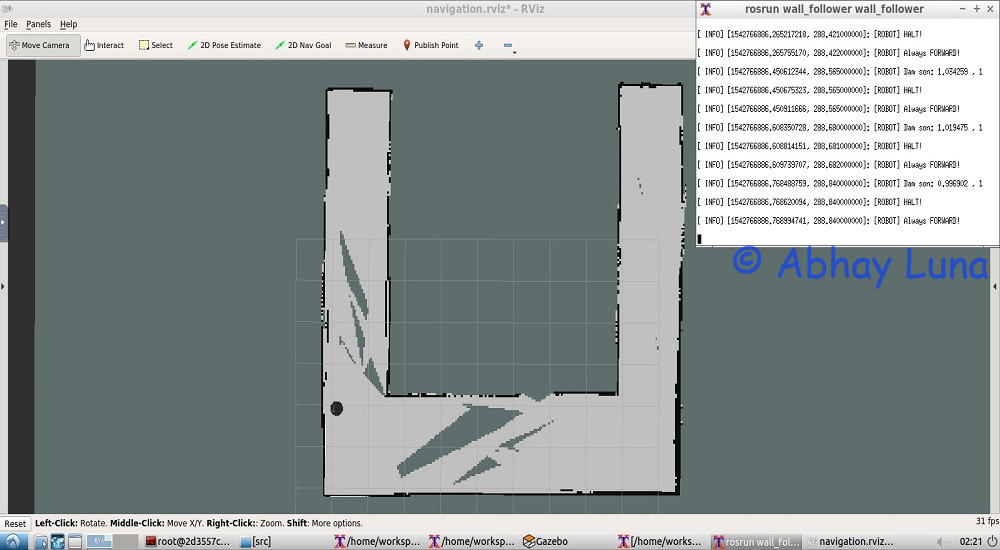 navigation.rviz* - RViz
File Panels Help
Move Camera Interact Select 2D Pose Estimate 2D Nav Goal Measure Publish Point
rosrun wall_follower wall_follower
[ INFO] [1542766886.265217218, 288.421000000]: [ROBOT] HALT!
[ INFO] [1542766886.265755170, 288.422000000]: [ROBOT] Always FORWARD!
[ INFO] [1542766886.450612344, 288.565000000]: [ROBOT] Dam son: 1.034259 , 1
[ INFO] [1542766886.450675323, 288.565000000]: [ROBOT] HALT!
[ INFO] [1542766886.450911666, 288.565000000]: [ROBOT] Always FORWARD!
[ INFO] [1542766886.608350728, 288.680000000]: [ROBOT] Dam son: 1.019475 , 1
[ INFO] [1542766886.608814151, 288.681000000]: [ROBOT] HALT!
[ INFO] [1542766886.609739707, 288.682000000]: [ROBOT] Always FORWARD!
[ INFO] [1542766886.768488759, 288.840000000]: [ROBOT] Dam son: 0.996902 , 1
[ INFO] [1542766886.768620094, 288.840000000]: [ROBOT] HALT!
[ INFO] [1542766886.768994741, 288.840000000]: [ROBOT] Always FORWARD!
© Abhay Luna
Reset Left-Click: Rotate. Middle-Click: Move X/Y. Right-Click:: Zoom. Shift: More options. 31 fps
root@2d3557c... [src] /home/worksp... /home/worksp... Gazebo [/home/works... rosrun wall_fol... navigation.rviz... 02:21